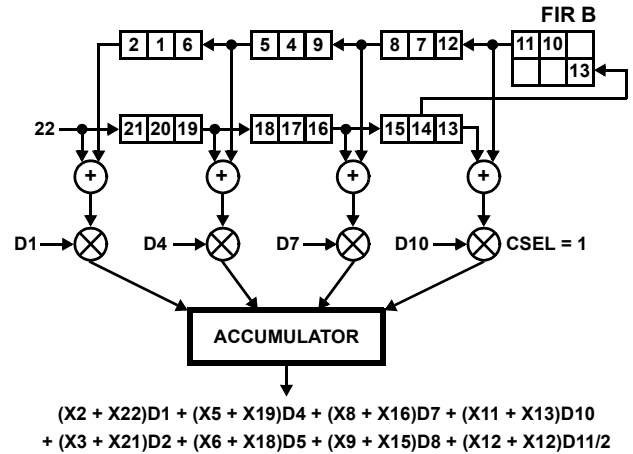 FIR B
2 1 6 5 4 9 8 7 12 11 10
13
22 21 20 19 18 17 16 15 14 13
+ + + +
D1 D4 D7 D10 CSEL = 1
ACCUMULATOR
(X2 + X22)D1 + (X5 + X19)D4 + (X8 + X16)D7 + (X11 + X13)D10
+ (X3 + X21)D2 + (X6 + X18)D5 + (X9 + X15)D8 + (X12 + X12)D11/2